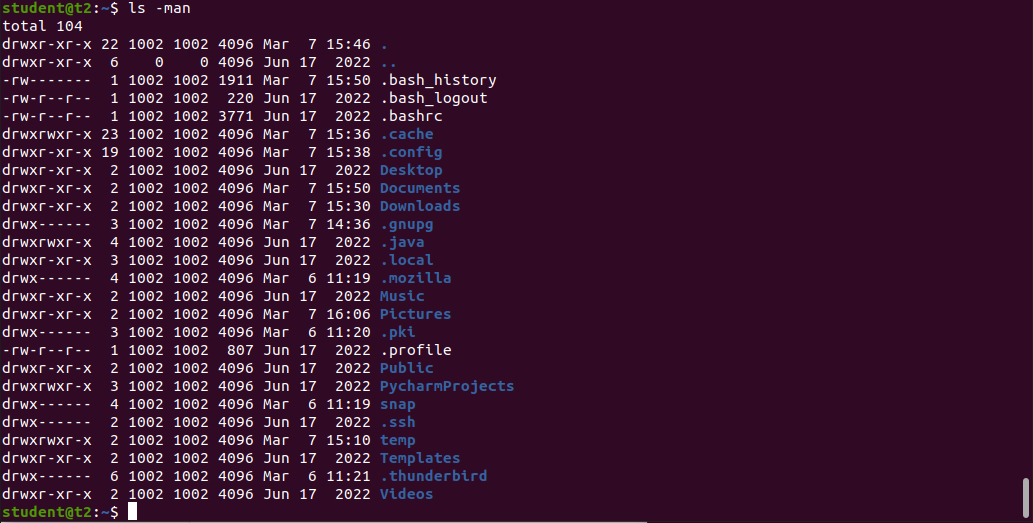 student@t2:~$ ls -man
total 104
drwxr-xr-x 22 1002 1002 4096 Mar  7 15:46 .
drwxr-xr-x  6    0    0 4096 Jun 17  2022 ..
-rw-------  1 1002 1002 1911 Mar  7 15:50 .bash_history
-rw-r--r--  1 1002 1002  220 Jun 17  2022 .bash_logout
-rw-r--r--  1 1002 1002 3771 Jun 17  2022 .bashrc
drwxrwxr-x 23 1002 1002 4096 Mar  7 15:36 .cache
drwxr-xr-x 19 1002 1002 4096 Mar  7 15:38 .config
drwxr-xr-x  2 1002 1002 4096 Jun 17  2022 Desktop
drwxr-xr-x  2 1002 1002 4096 Mar  7 15:50 Documents
drwxr-xr-x  2 1002 1002 4096 Mar  7 15:30 Downloads
drwx------  3 1002 1002 4096 Mar  7 14:36 .gnupg
drwxrwxr-x  4 1002 1002 4096 Jun 17  2022 .java
drwxr-xr-x  3 1002 1002 4096 Jun 17  2022 .local
drwx------  4 1002 1002 4096 Mar  6 11:19 .mozilla
drwxr-xr-x  2 1002 1002 4096 Jun 17  2022 Music
drwxr-xr-x  2 1002 1002 4096 Mar  7 16:06 Pictures
drwx------  3 1002 1002 4096 Mar  6 11:20 .pki
-rw-r--r--  1 1002 1002  807 Jun 17  2022 .profile
drwxr-xr-x  2 1002 1002 4096 Jun 17  2022 Public
drwxrwxr-x  3 1002 1002 4096 Jun 17  2022 PycharmProjects
drwx------  4 1002 1002 4096 Mar  6 11:19 snap
drwx------  2 1002 1002 4096 Jun 17  2022 .ssh
drwxrwxr-x  2 1002 1002 4096 Mar  7 15:10 temp
drwxr-xr-x  2 1002 1002 4096 Jun 17  2022 Templates
drwx------  6 1002 1002 4096 Mar  6 11:21 .thunderbird
drwxr-xr-x  2 1002 1002 4096 Jun 17  2022 Videos
student@t2:~$